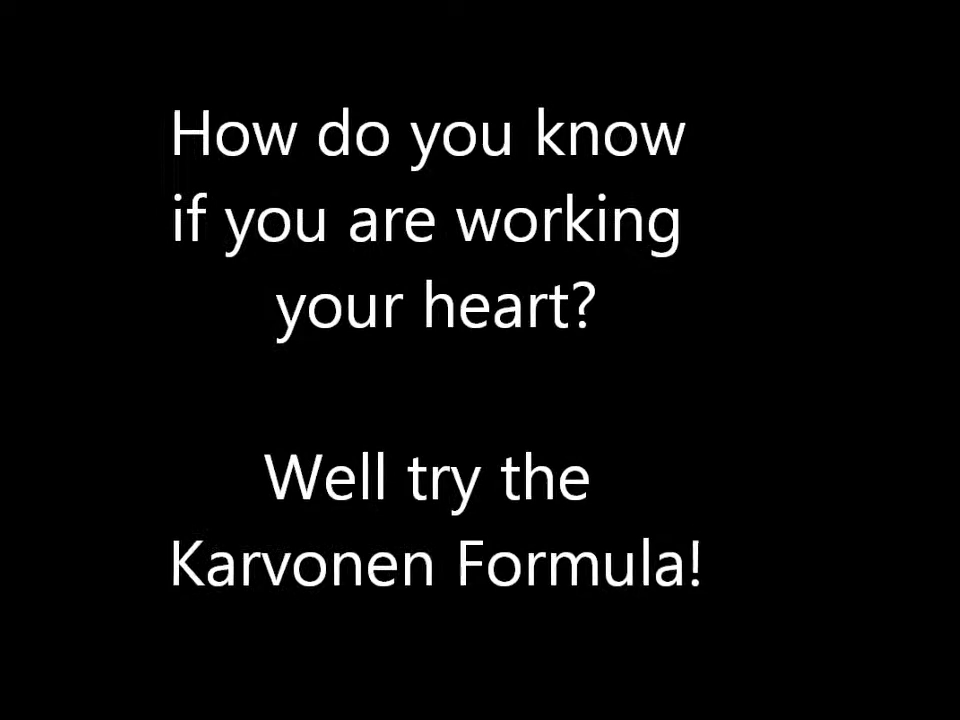 How do you know
if you are working
your heart?
Well try the
Karvonen Formula!